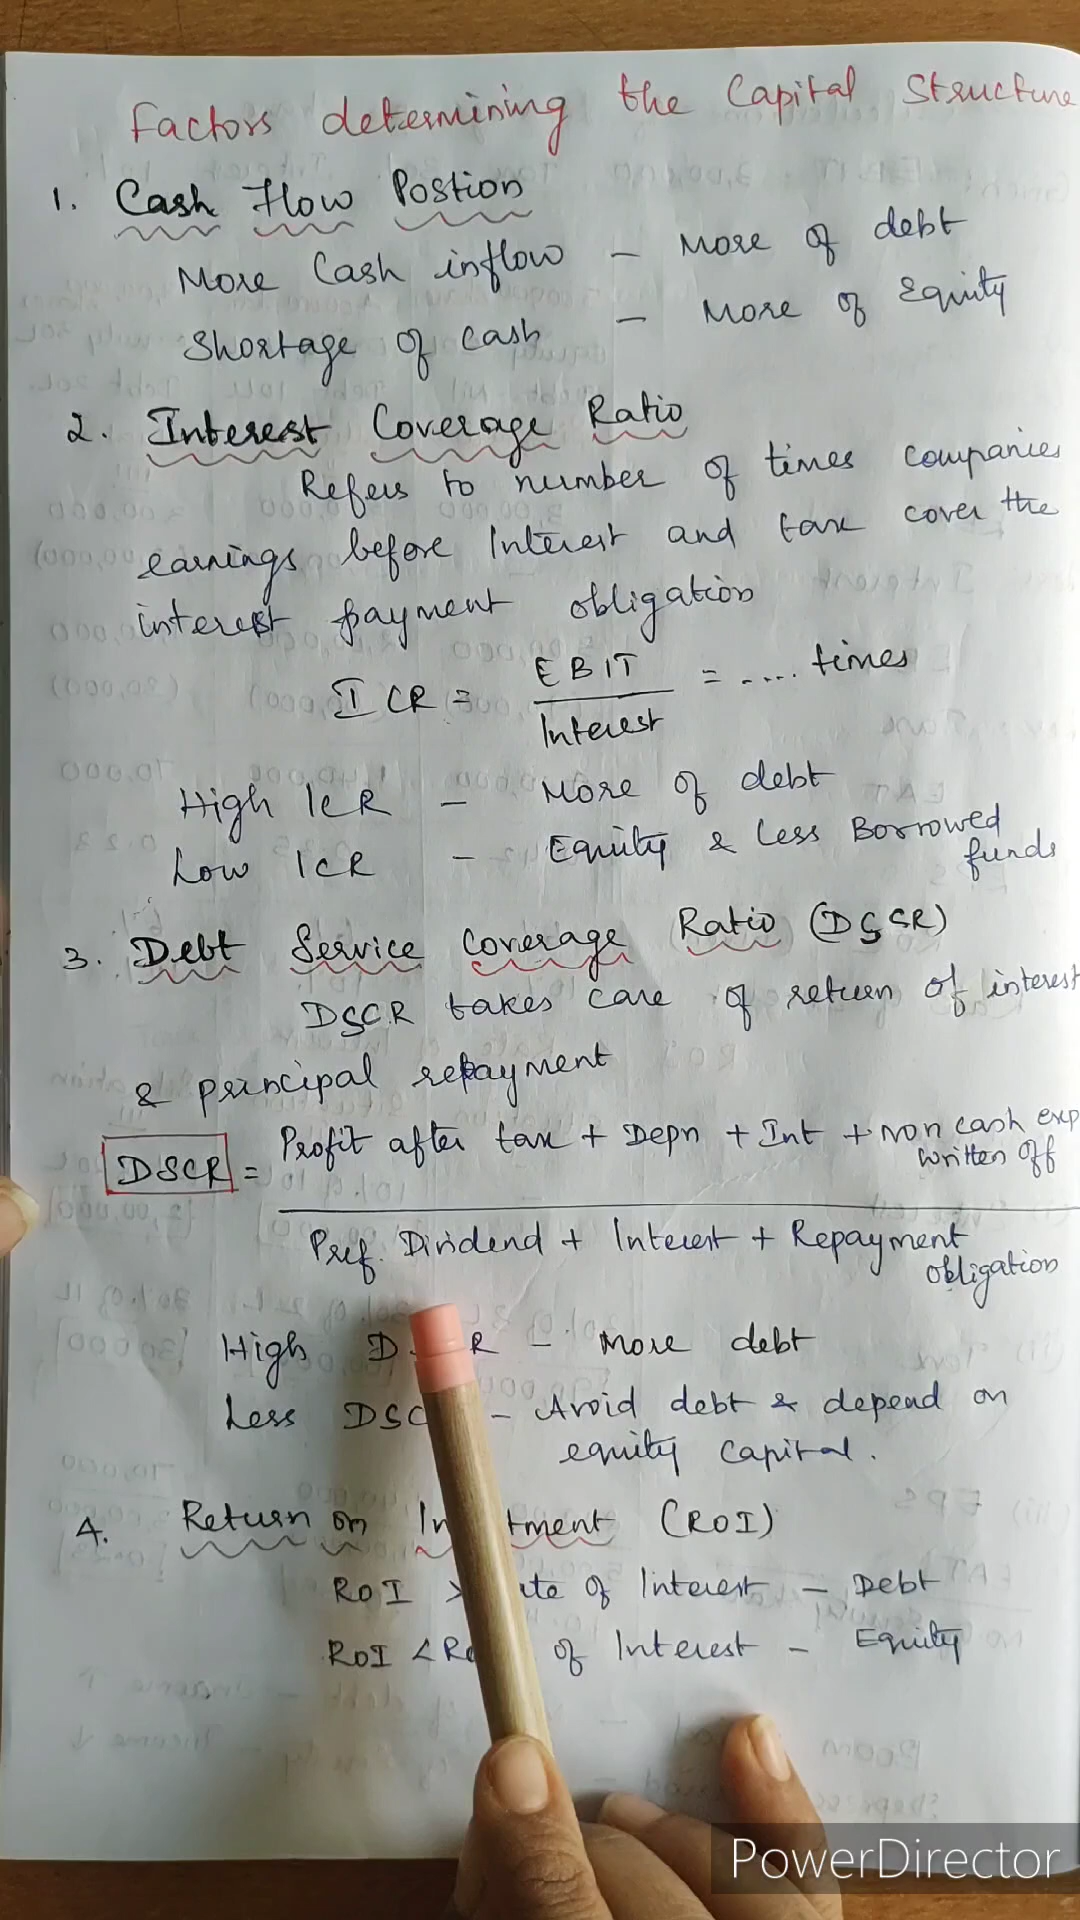 Factors determining the Capital Structure
1. Cash Flow Postion
More Cash inflow – More of debt
Shortage of cash – More of Equity
2. Interest Coverage Ratio
Refers to number of times companies
earnings before Interest and tax cover the
interest payment obligation
ICR = EBIT = .... times
Interest
High ICR – More of debt
Low ICR – Equity & Less Borrowed
funds
3. Debt Service Coverage Ratio (DSCR)
DSCR takes care of return of interest
& principal repayment
DSCR = Profit after tax + Depn + Int + non cash exp
written off
Pref. Dividend + Interest + Repayment
obligation
High – More debt
Less – Avoid debt & depend on
equity capital.
4. Return on (ROI)
ROI > of Interest – Debt
ROI < of Interest – Equity
PowerDirector